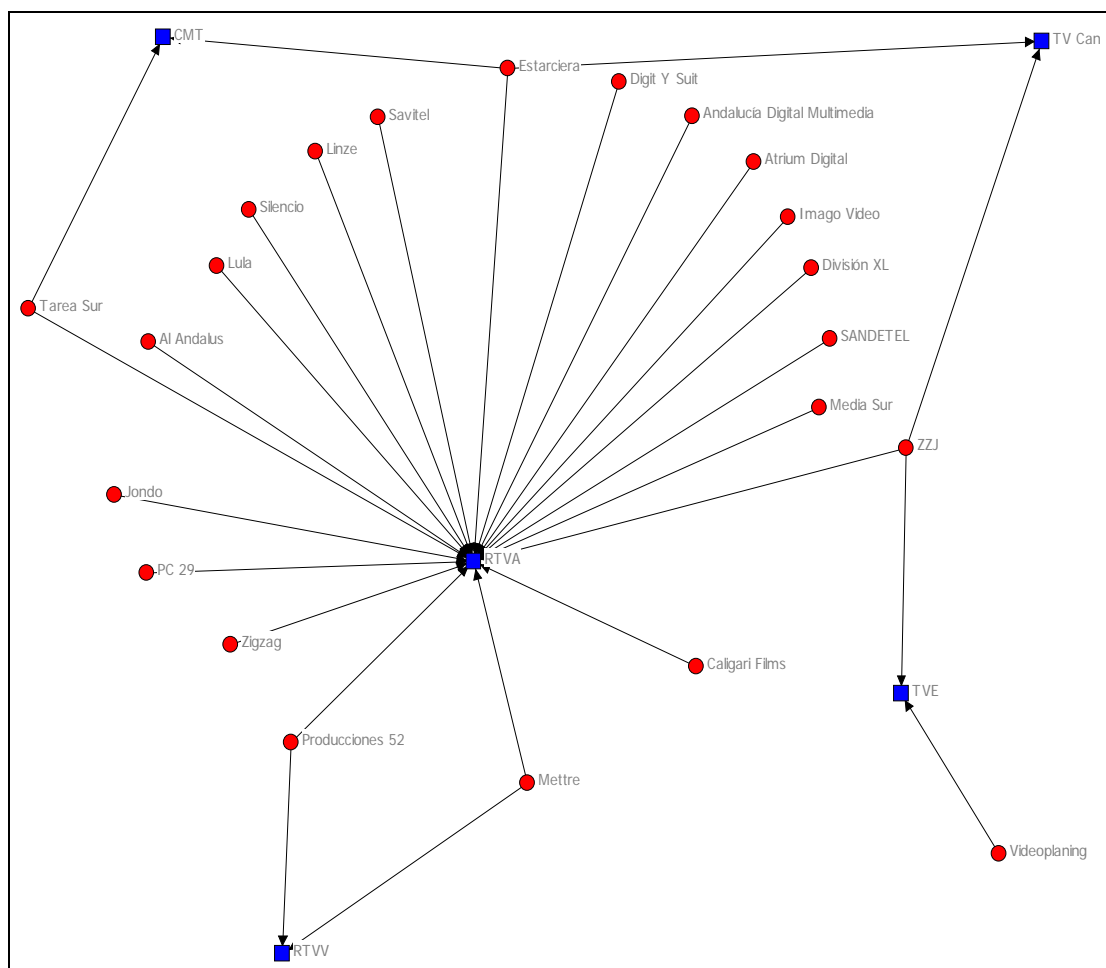 CMT
TV Can
Estarciera
Digit Y Suit
Savitel
Andalucía Digital Multimedia
Linze
Atrium Digital
Silencio
Imago Video
Lula
División XL
Tarea Sur
Al Andalus
SANDETEL
Media Sur
ZZJ
Jondo
RTVA
PC 29
Zigzag
Caligari Films
TVE
Producciones 52
Mettre
Videoplaning
RTVV